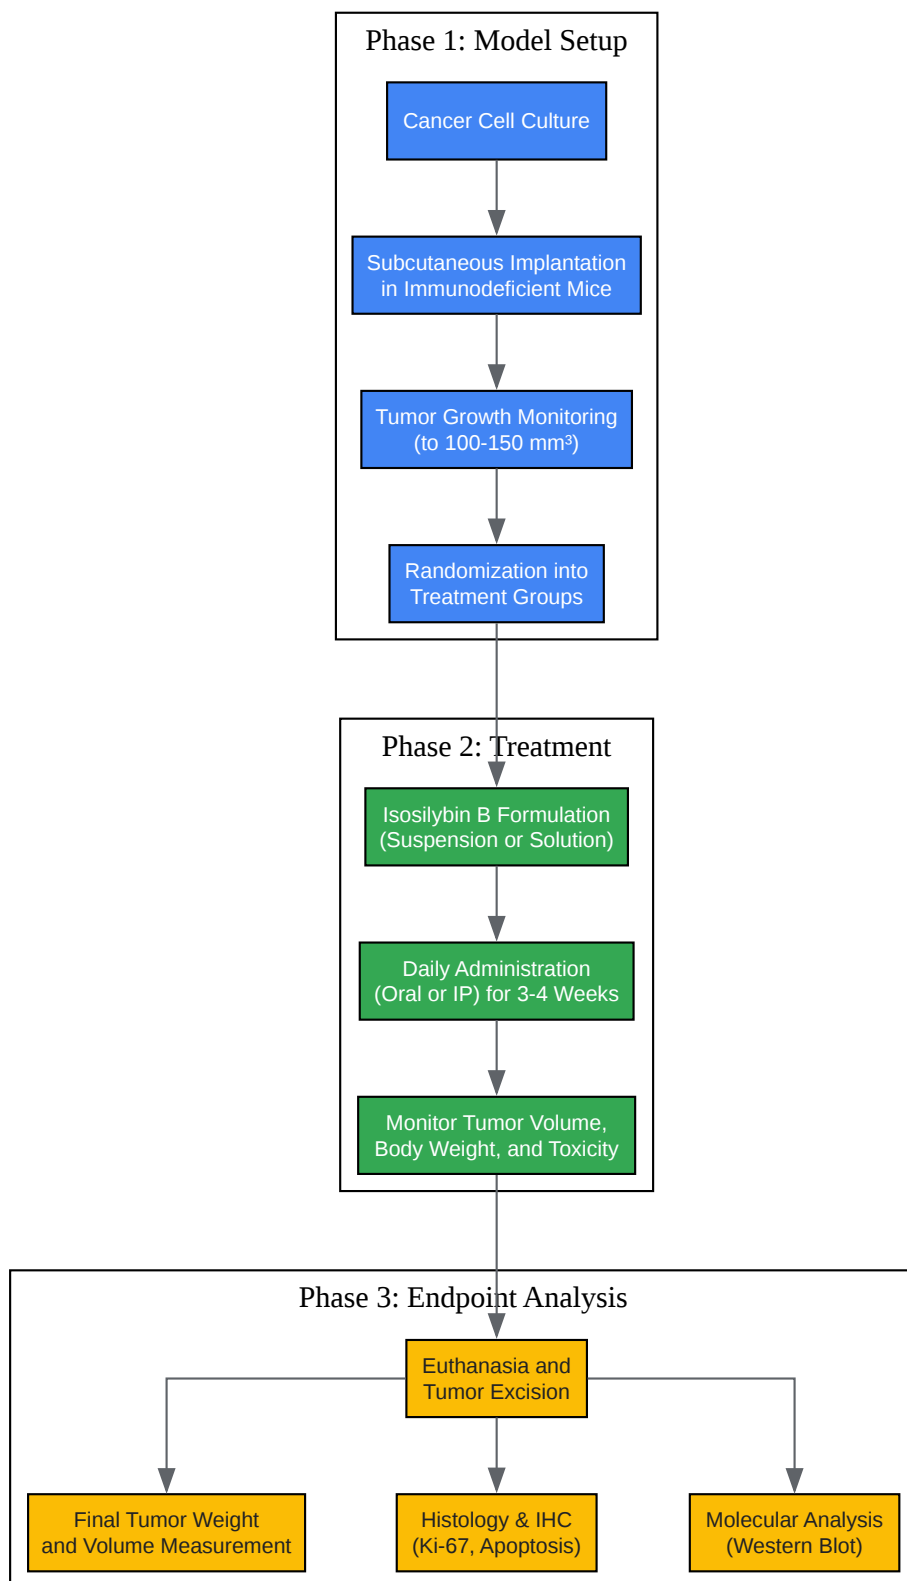 Phase 1: Model Setup
Cancer Cell Culture
Subcutaneous Implantation
in Immunodeficient Mice
Tumor Growth Monitoring
(to 100-150 mm³)
Randomization into
Treatment Groups
Phase 2: Treatment
Isosilybin B Formulation
(Suspension or Solution)
Daily Administration
(Oral or IP) for 3-4 Weeks
Monitor Tumor Volume,
Body Weight, and Toxicity
Phase 3: Endpoint Analysis
Euthanasia and
Tumor Excision
Final Tumor Weight
and Volume Measurement
Histology & IHC
(Ki-67, Apoptosis)
Molecular Analysis
(Western Blot)